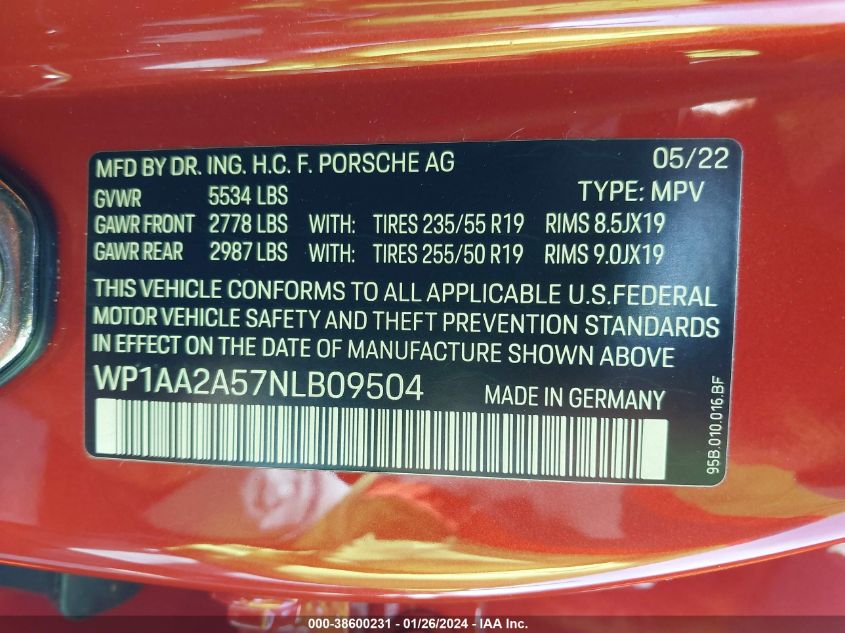 MFD BY DR. ING. H.C. F. PORSCHE AG 05/22
GVWR 5534 LBS TYPE: MPV
GAWR FRONT 2778 LBS WITH: TIRES 235/55 R19 RIMS 8.5JX19
GAWR REAR 2987 LBS WITH: TIRES 255/50 R19 RIMS 9.0JX19
THIS VEHICLE CONFORMS TO ALL APPLICABLE U.S.FEDERAL
MOTOR VEHICLE SAFETY AND THEFT PREVENTION STANDARDS
IN EFFECT ON THE DATE OF MANUFACTURE SHOWN ABOVE
WP1AA2A57NLB09504 MADE IN GERMANY
95B.010.016.BF
000-38600231 - 01/26/2024 - IAA Inc.